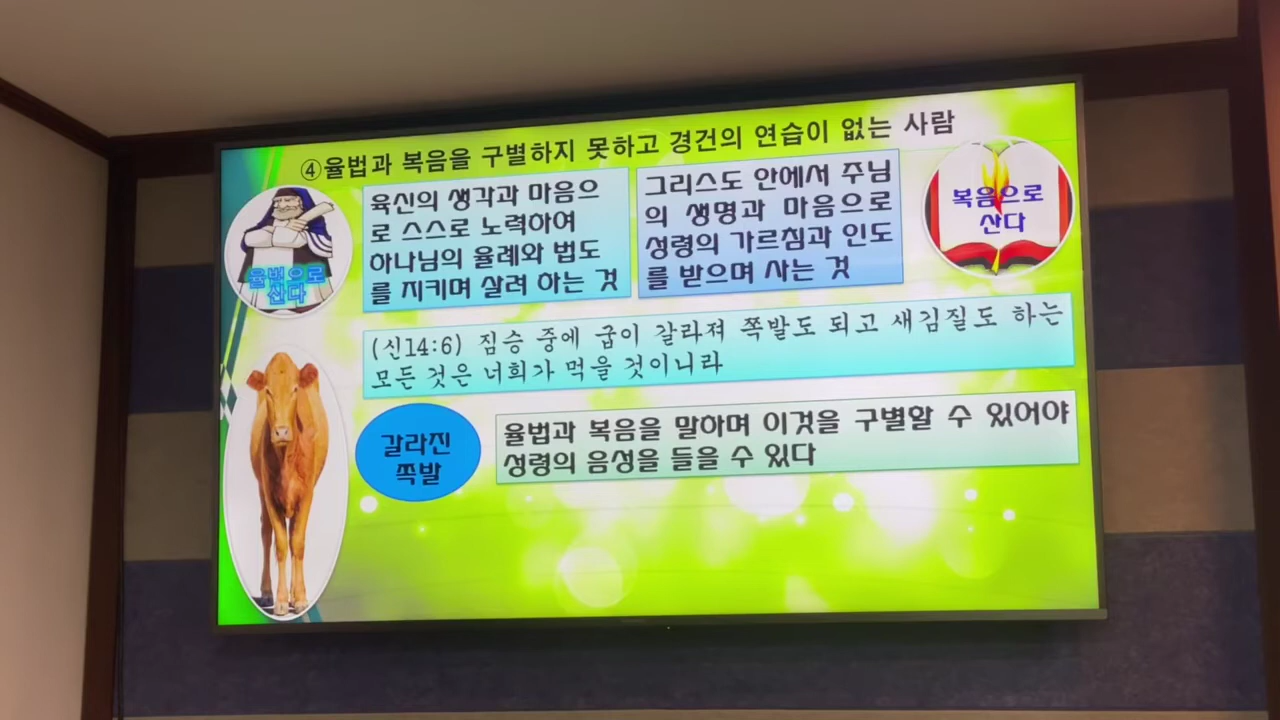 ④율법과 복음을 구별하지 못하고 경건의 연습이 없는 사람
율법으로
산다
육신의 생각과 마음으
로 스스로 노력하여
하나님의 율례와 법도
를 지키며 살려 하는 것
그리스도 안에서 주님
의 생명과 마음으로
성령의 가르침과 인도
를 받으며 사는 것
복음으로
산다
(신14:6) 짐승 중에 굽이 갈라져 쪽발도 되고 새김질도 하는
모든 것은 너희가 먹을 것이니라
갈라진
쪽발
율법과 복음을 말하며 이것을 구별할 수 있어야
성령의 음성을 들을 수 있다